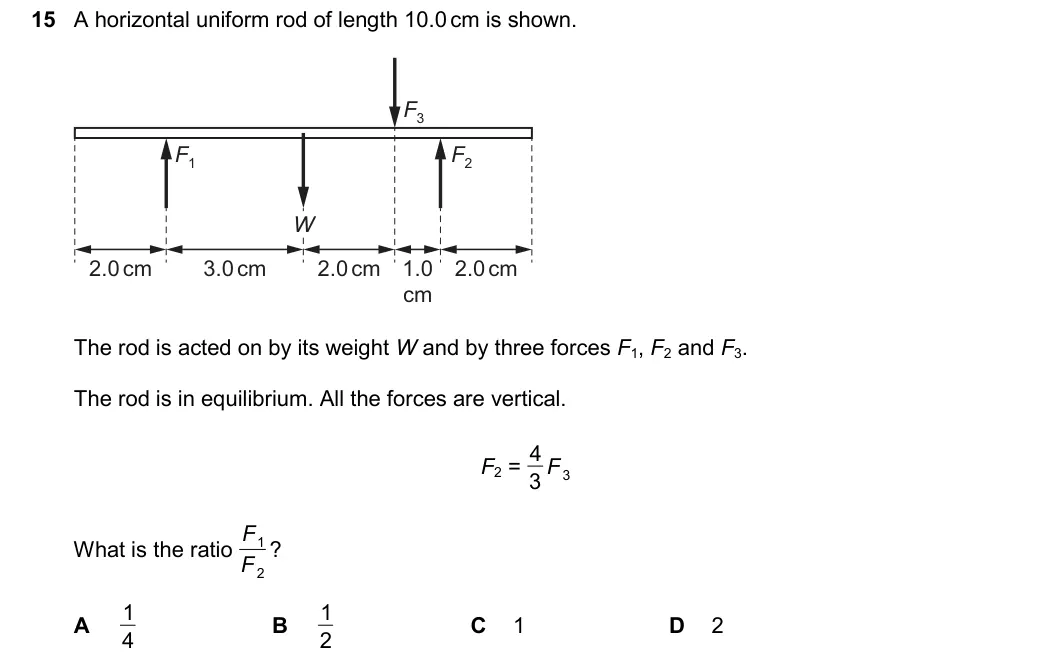 15 A horizontal uniform rod of length 10.0 cm is shown.
F3
F1
F2
W
2.0 cm 3.0 cm 2.0 cm 1.0 2.0 cm
cm
The rod is acted on by its weight W and by three forces F1, F2 and F3.
The rod is in equilibrium. All the forces are vertical.
F2 = 4/3 F3
What is the ratio F1/F2?
A 1/4 B 1/2 C 1 D 2